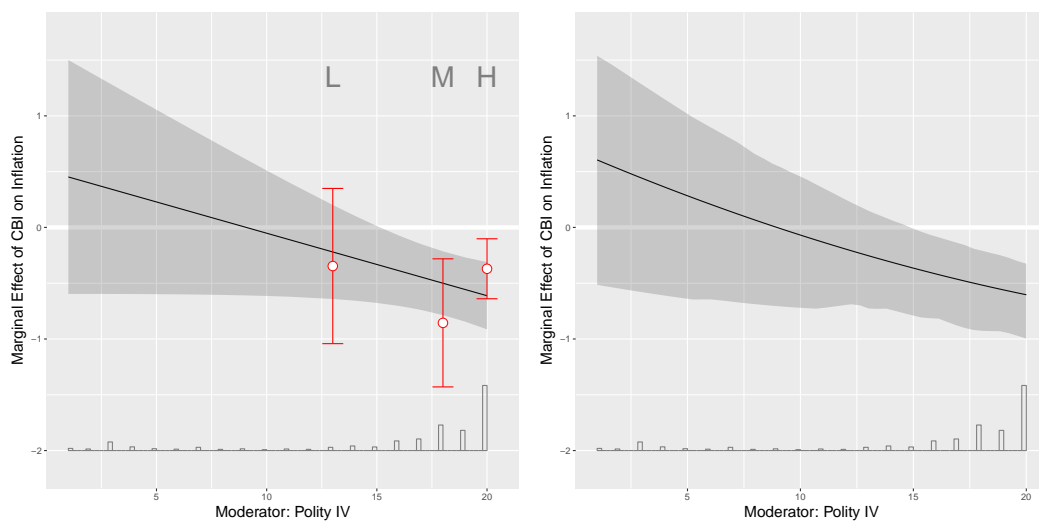 L M H
Marginal Effect of CBI on Inflation
1
0
−1
−2
5 10 15 20
Moderator: Polity IV
Marginal Effect of CBI on Inflation
1
0
−1
−2
5 10 15 20
Moderator: Polity IV